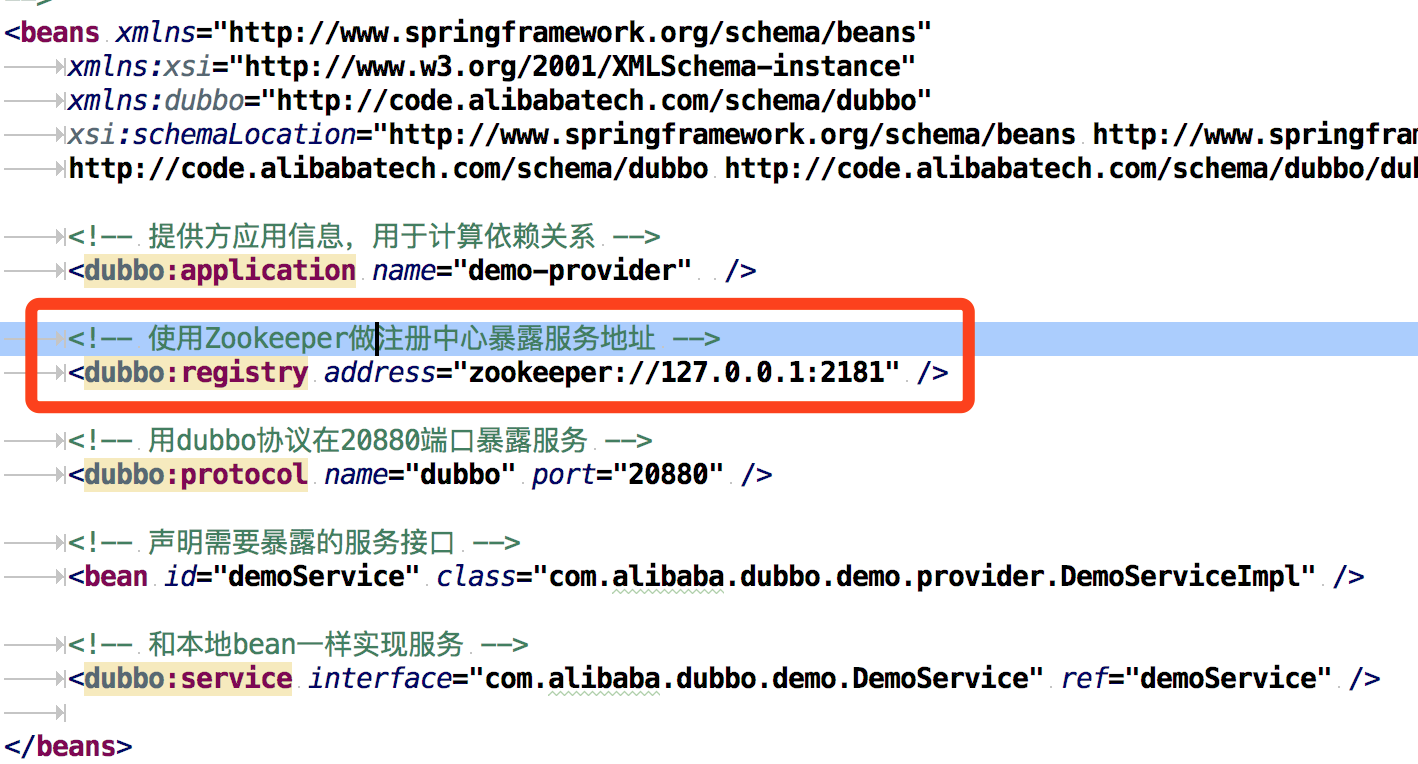 -->
<beans xmlns="http://www.springframework.org/schema/beans"
xmlns:xsi="http://www.w3.org/2001/XMLSchema-instance"
xmlns:dubbo="http://code.alibabatech.com/schema/dubbo"
xsi:schemaLocation="http://www.springframework.org/schema/beans http://www.springfram
http://code.alibabatech.com/schema/dubbo http://code.alibabatech.com/schema/dubbo/dub
<!-- 提供方应用信息，用于计算依赖关系 -->
<dubbo:application name="demo-provider" />
<!-- 使用Zookeeper做注册中心暴露服务地址 -->
<dubbo:registry address="zookeeper://127.0.0.1:2181" />
<!-- 用dubbo协议在20880端口暴露服务 -->
<dubbo:protocol name="dubbo" port="20880" />
<!-- 声明需要暴露的服务接口 -->
<bean id="demoService" class="com.alibaba.dubbo.demo.provider.DemoServiceImpl" />
<!-- 和本地bean一样实现服务 -->
<dubbo:service interface="com.alibaba.dubbo.demo.DemoService" ref="demoService" />
</beans>